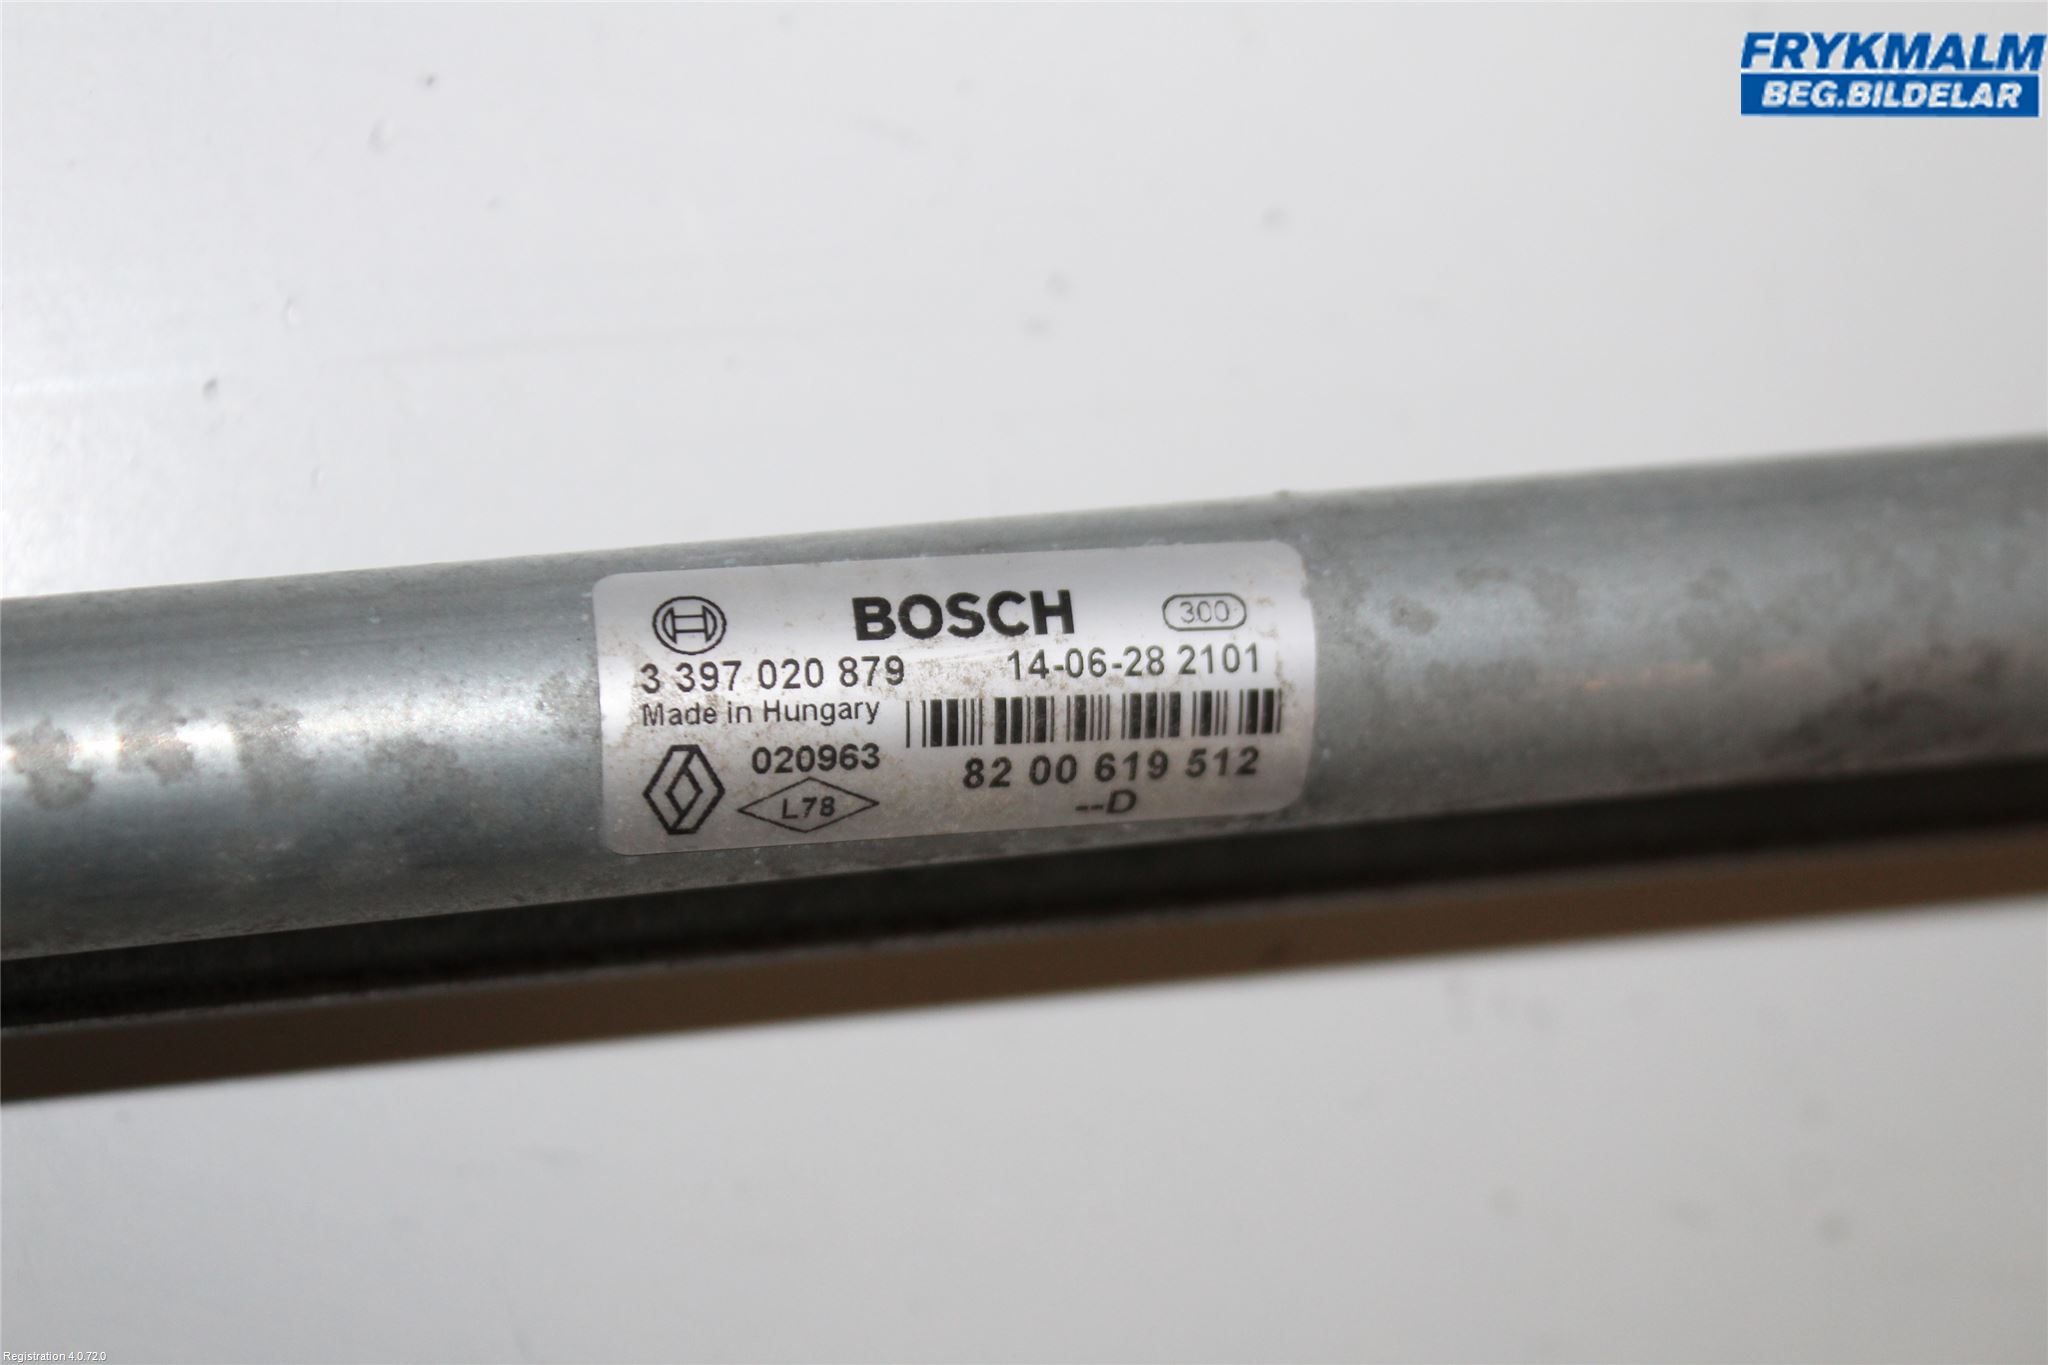 FRYKMALM
BEG.BILDELAR
BOSCH 300
3 397 020 879 14-06-28 2101
Made in Hungary
020963 82 00 619 512
L78 --D
Registration 4.0.72.0